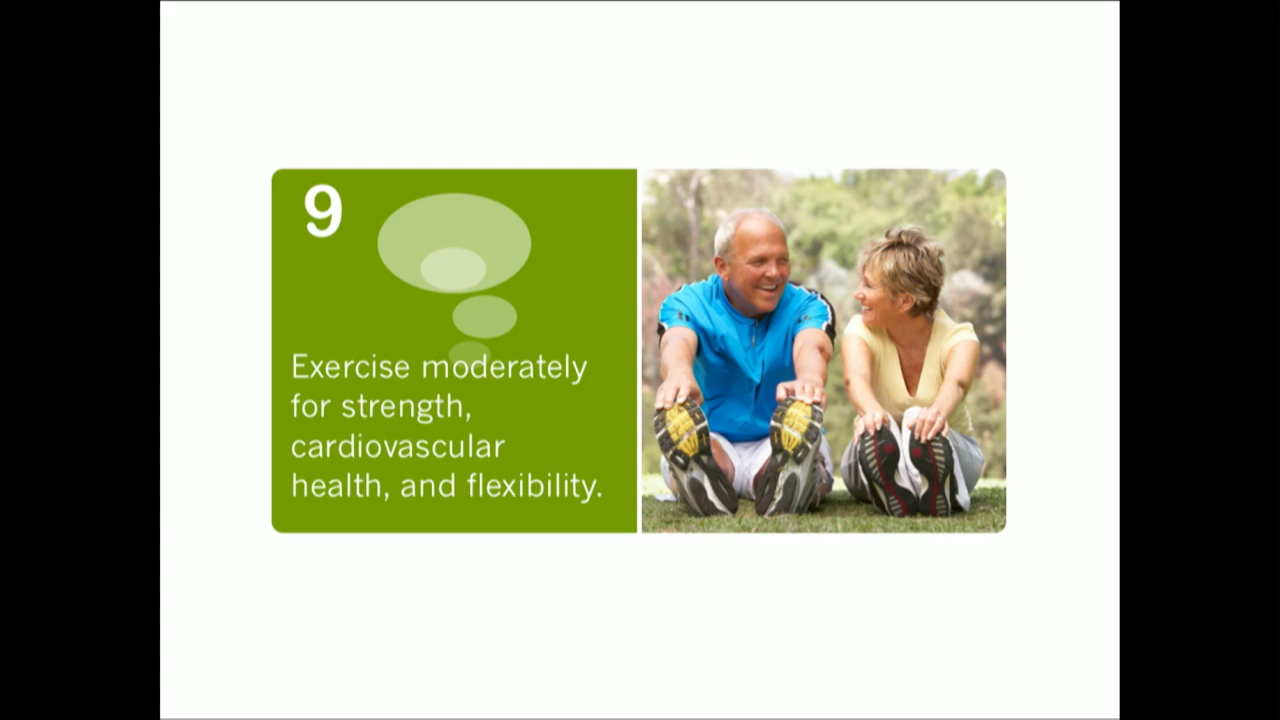 9
Exercise moderately
for strength,
cardiovascular
health, and flexibility.